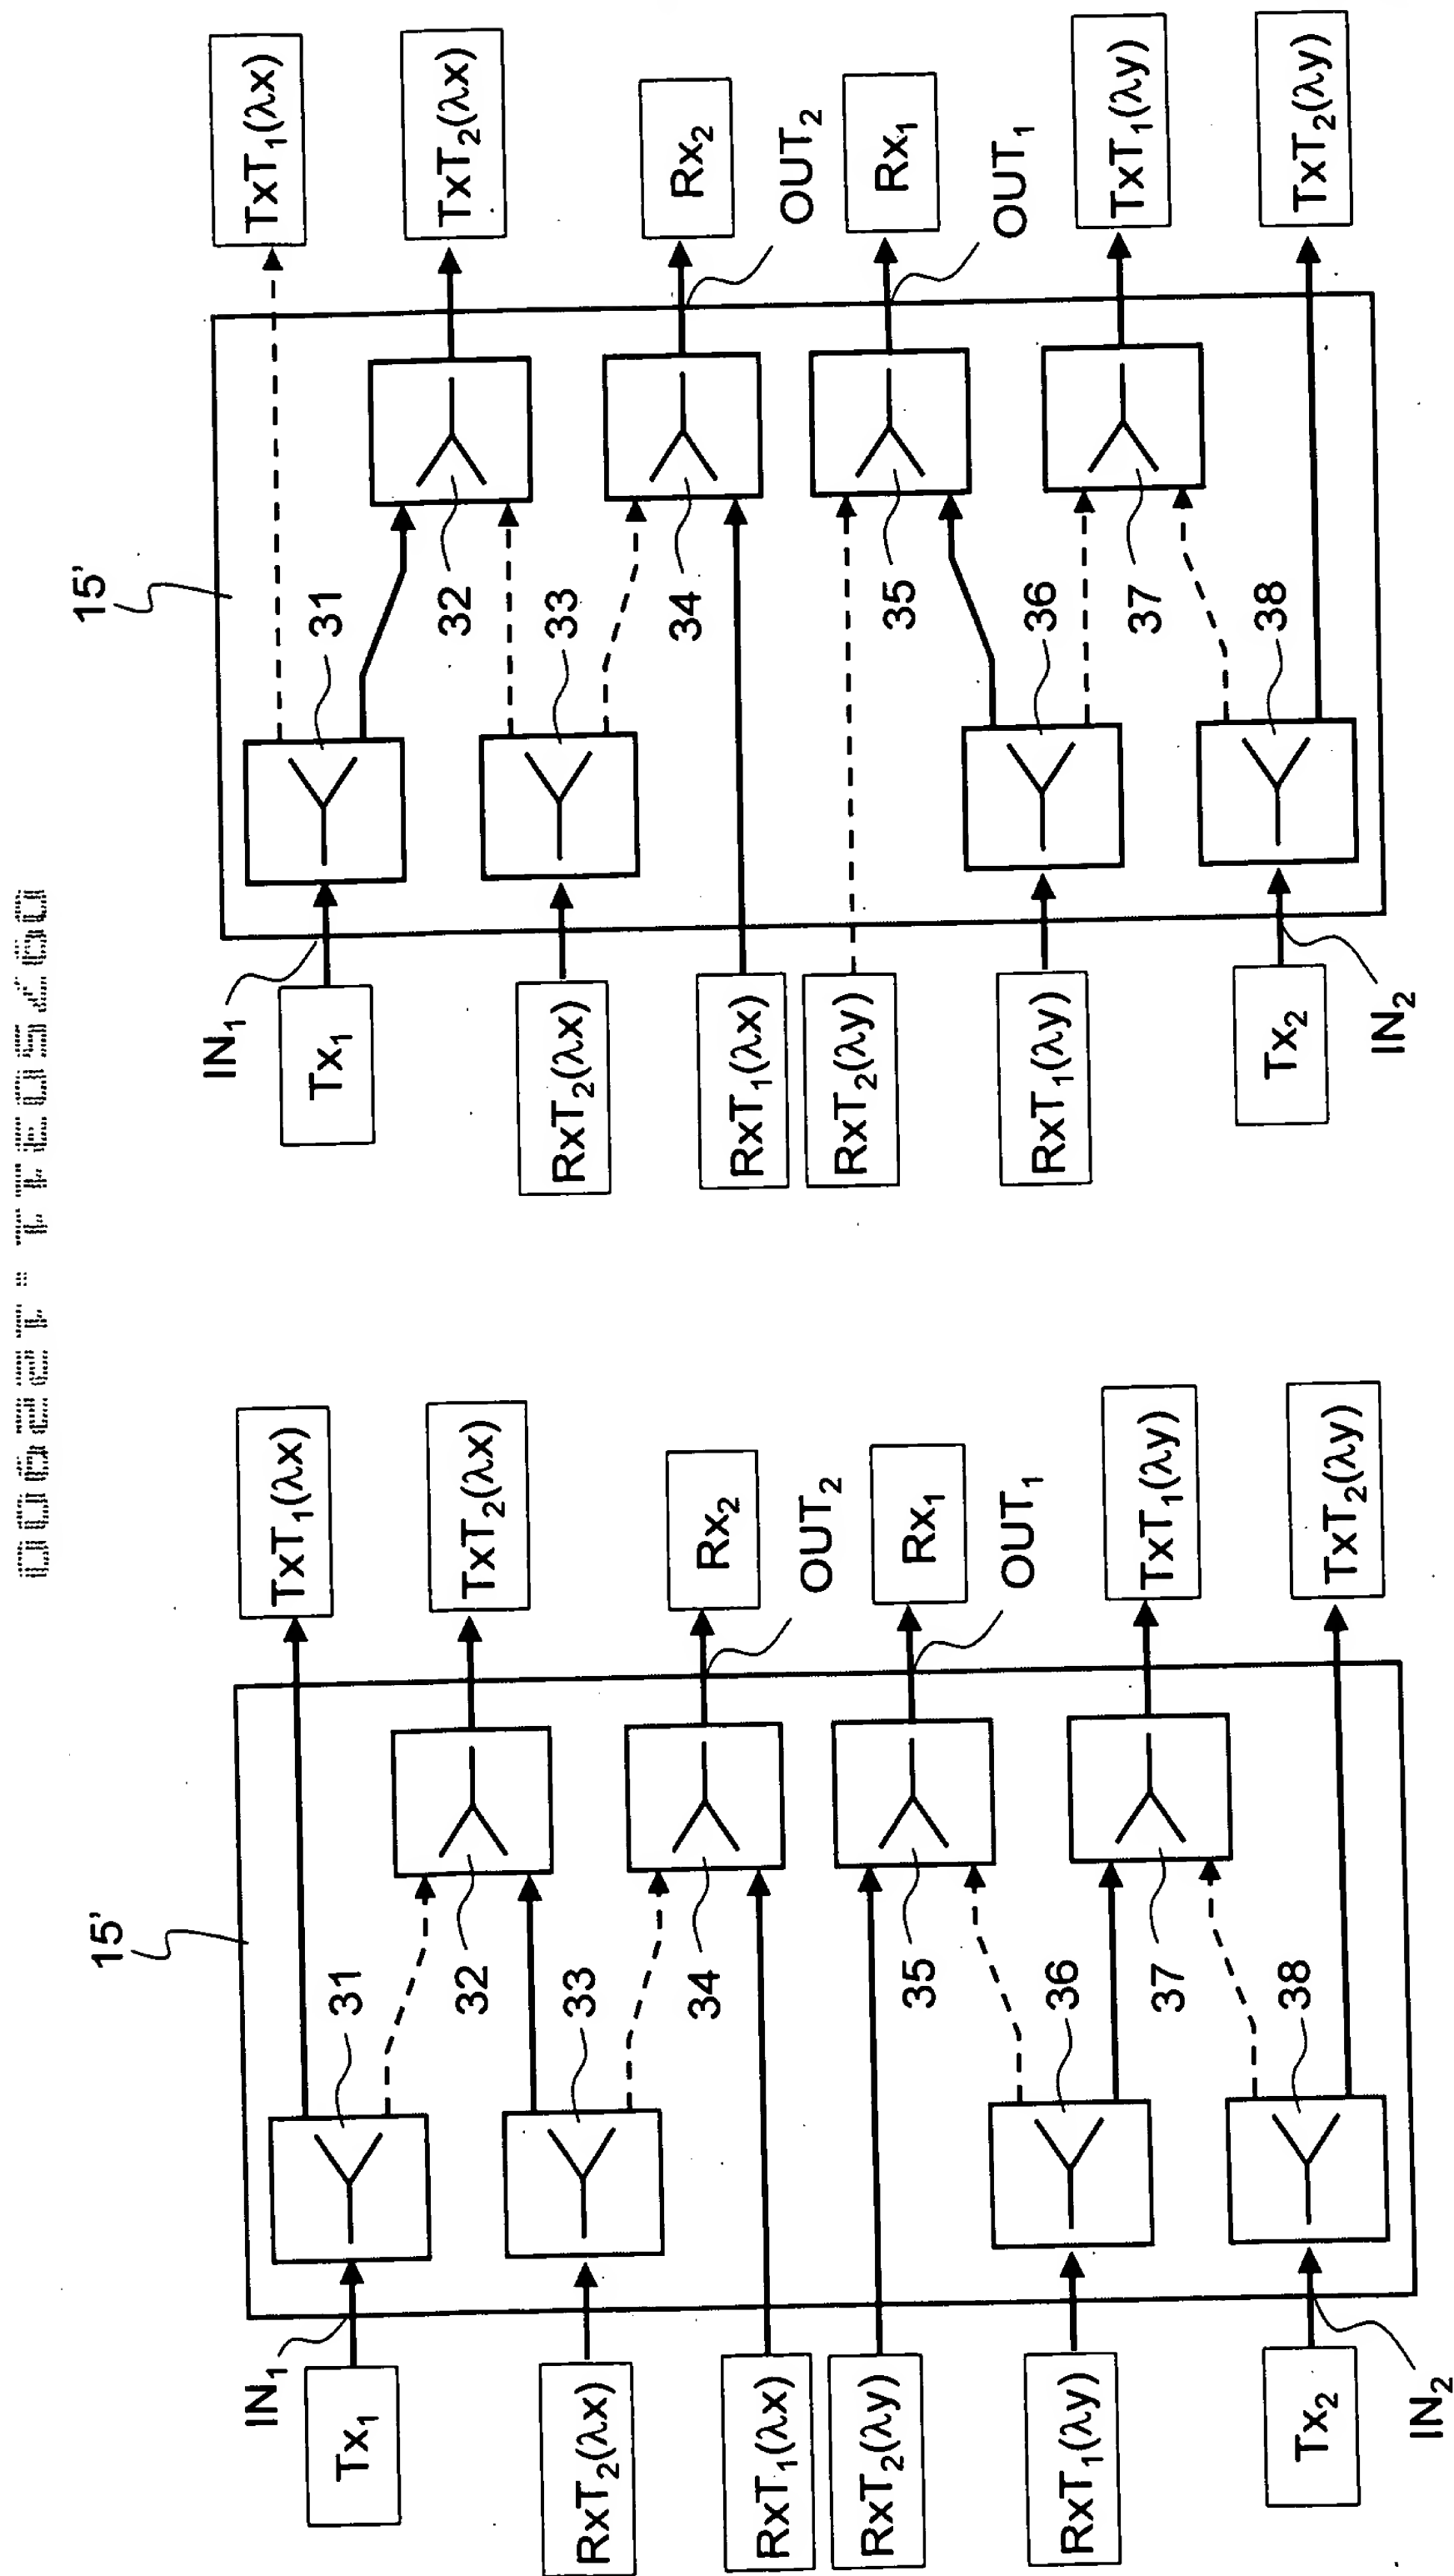 15'
IN₁
Tx₁
RxT₂(λx)
RxT₁(λx)
RxT₂(λy)
RxT₁(λy)
Tx₂
IN₂
31
32
33
34
35
36
37
38
TxT₁(λx)
TxT₂(λx)
Rx₂
OUT₂
Rx₁
OUT₁
TxT₁(λy)
TxT₂(λy)
15'
IN₁
Tx₁
RxT₂(λx)
RxT₁(λx)
RxT₂(λy)
RxT₁(λy)
Tx₂
IN₂
31
32
33
34
35
36
37
38
TxT₁(λx)
TxT₂(λx)
Rx₂
OUT₂
Rx₁
OUT₁
TxT₁(λy)
TxT₂(λy)